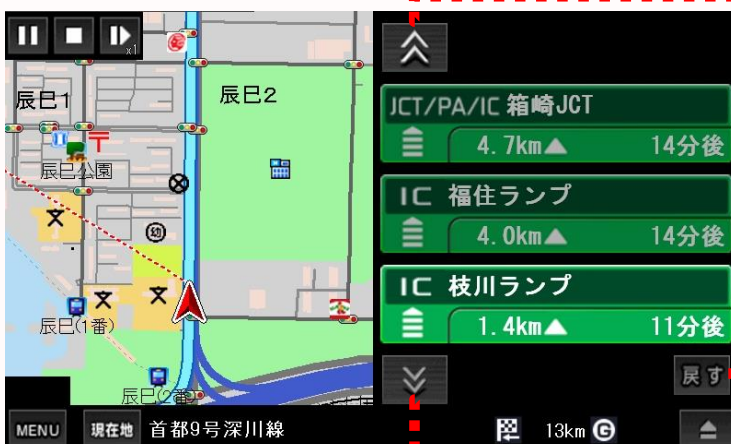 x1
辰巳1
辰巳2
辰巳公園
幼
辰巳(1番)
辰巳(2番)
JCT/PA/IC 箱崎JCT
4.7km▲ 14分後
IC 福住ランプ
4.0km▲ 14分後
IC 枝川ランプ
1.4km▲ 11分後
戻す
MENU 現在地 首都9号深川線 13km G